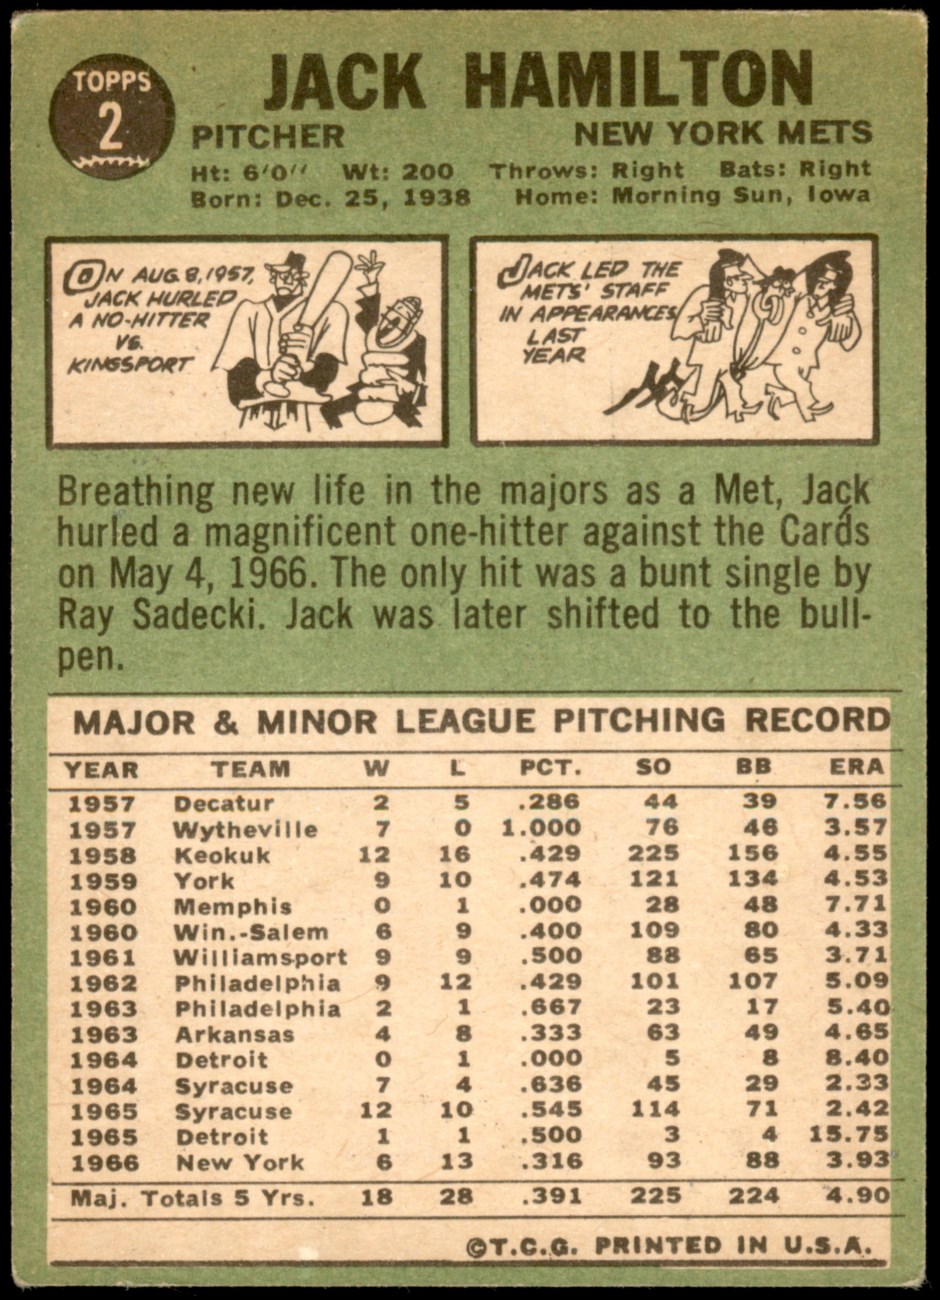 TOPPS
2
JACK HAMILTON
PITCHER NEW YORK METS
Ht: 6'0" Wt: 200 Throws: Right Bats: Right
Born: Dec. 25, 1938 Home: Morning Sun, Iowa
ON AUG. 8, 1957,
JACK HURLED
A NO-HITTER
VS.
KINGSPORT
JACK LED THE
METS' STAFF
IN APPEARANCES
LAST
YEAR
Breathing new life in the majors as a Met, Jack
hurled a magnificent one-hitter against the Cards
on May 4, 1966. The only hit was a bunt single by
Ray Sadecki. Jack was later shifted to the bull-
pen.
MAJOR & MINOR LEAGUE PITCHING RECORD
YEAR TEAM W L PCT. SO BB ERA
1957 Decatur 2 5 .286 44 39 7.56
1957 Wytheville 7 0 1.000 76 46 3.57
1958 Keokuk 12 16 .429 225 156 4.55
1959 York 9 10 .474 121 134 4.53
1960 Memphis 0 1 .000 28 48 7.71
1960 Win.-Salem 6 9 .400 109 80 4.33
1961 Williamsport 9 9 .500 88 65 3.71
1962 Philadelphia 9 12 .429 101 107 5.09
1963 Philadelphia 2 1 .667 23 17 5.40
1963 Arkansas 4 8 .333 63 49 4.65
1964 Detroit 0 1 .000 5 8 8.40
1964 Syracuse 7 4 .636 45 29 2.33
1965 Syracuse 12 10 .545 114 71 2.42
1965 Detroit 1 1 .500 3 4 15.75
1966 New York 6 13 .316 93 88 3.93
Maj. Totals 5 Yrs. 18 28 .391 225 224 4.90
©T.C.G. PRINTED IN U.S.A.